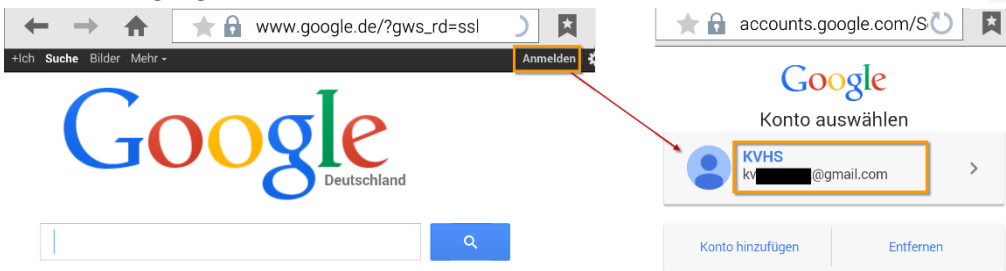 www.google.de/?gws_rd=ssl
+Ich Suche Bilder Mehr
Anmelden
Google
Deutschland
accounts.google.com/S
Google
Konto auswählen
KVHS
kv @gmail.com
Konto hinzufügen
Entfernen